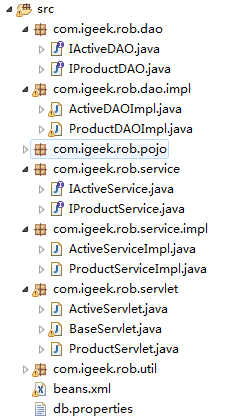 src
com.igeek.rob.dao
IActiveDAO.java
IProductDAO.java
com.igeek.rob.dao.impl
ActiveDAOImpl.java
ProductDAOImpl.java
com.igeek.rob.pojo
com.igeek.rob.service
IActiveService.java
IProductService.java
com.igeek.rob.service.impl
ActiveServiceImpl.java
ProductServiceImpl.java
com.igeek.rob.servlet
ActiveServlet.java
BaseServlet.java
ProductServlet.java
com.igeek.rob.util
beans.xml
db.properties